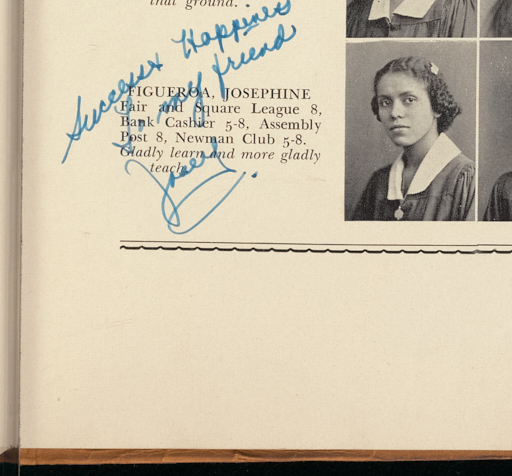 that ground.
Success & Happiness
to my friend
FIGUEROA, JOSEPHINE
Fair and Square League 8,
Bank Cashier 5-8, Assembly
Post 8, Newman Club 5-8.
Gladly learn and more gladly
teach.